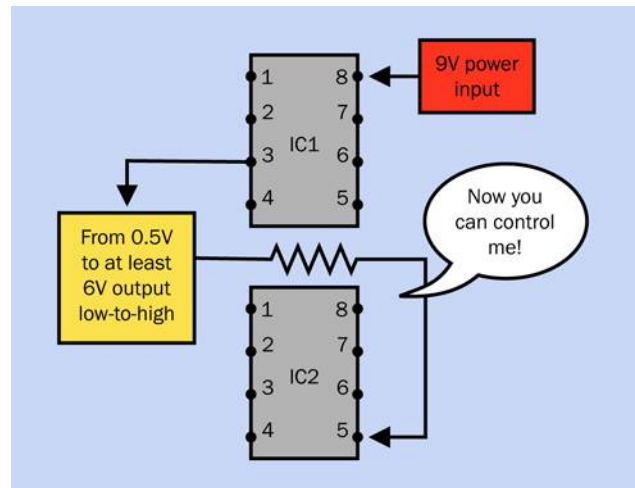 9V power
input
1 8
2 7
IC1
3 6
4 5
Now you
can control
me!
From 0.5V
to at least
6V output
low-to-high
1 8
2 7
IC2
3 6
4 5